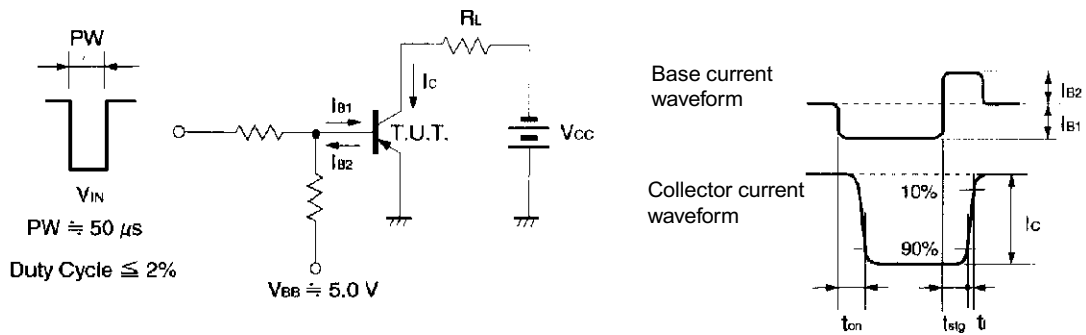 PW
VIN
PW ≒ 50 μs
Duty Cycle ≦ 2%
RL
IC
IB1
T.U.T.
IB2
VCC
VBB ≒ 5.0 V
Base current
waveform
IB2
IB1
Collector current
waveform
10%
90%
IC
ton
tstg
tf